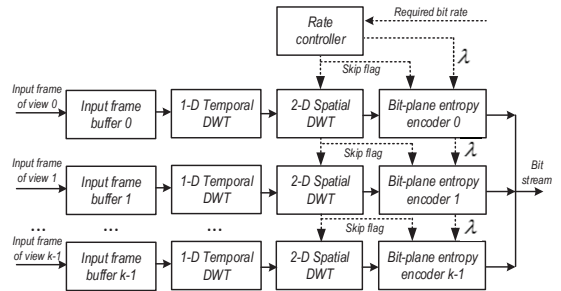 Required bit rate
Rate
controller
λ
Skip flag
Input frame
of view 0
Input frame
buffer 0
1-D Temporal
DWT
2-D Spatial
DWT
Bit-plane entropy
encoder 0
Skip flag
λ
Input frame
of view 1
Input frame
buffer 1
1-D Temporal
DWT
2-D Spatial
DWT
Bit-plane entropy
encoder 1
Bit
stream
... ... ...
Skip flag
λ
Input frame
of view k-1
Input frame
buffer k-1
1-D Temporal
DWT
2-D Spatial
DWT
Bit-plane entropy
encoder k-1